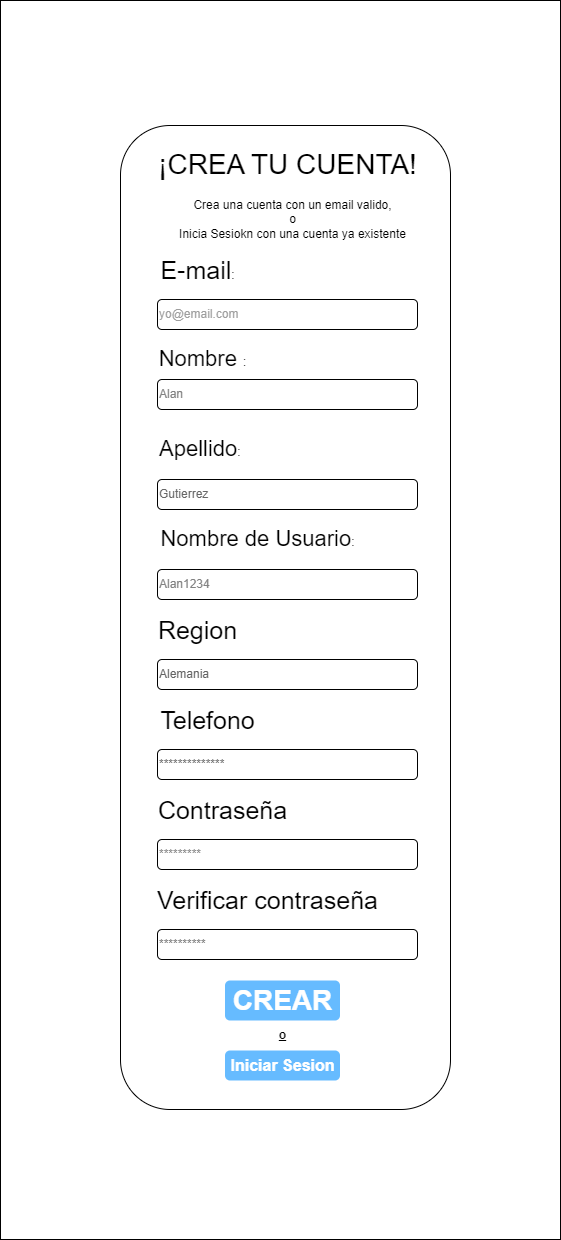 ¡CREA TU CUENTA!
Crea una cuenta con un email valido,
o
Inicia Sesiokn con una cuenta ya existente
E-mail:
yo@email.com
Nombre :
Alan
Apellido:
Gutierrez
Nombre de Usuario:
Alan1234
Region
Alemania
Telefono
**************
Contraseña
*********
Verificar contraseña
**********
CREAR
o
Iniciar Sesion